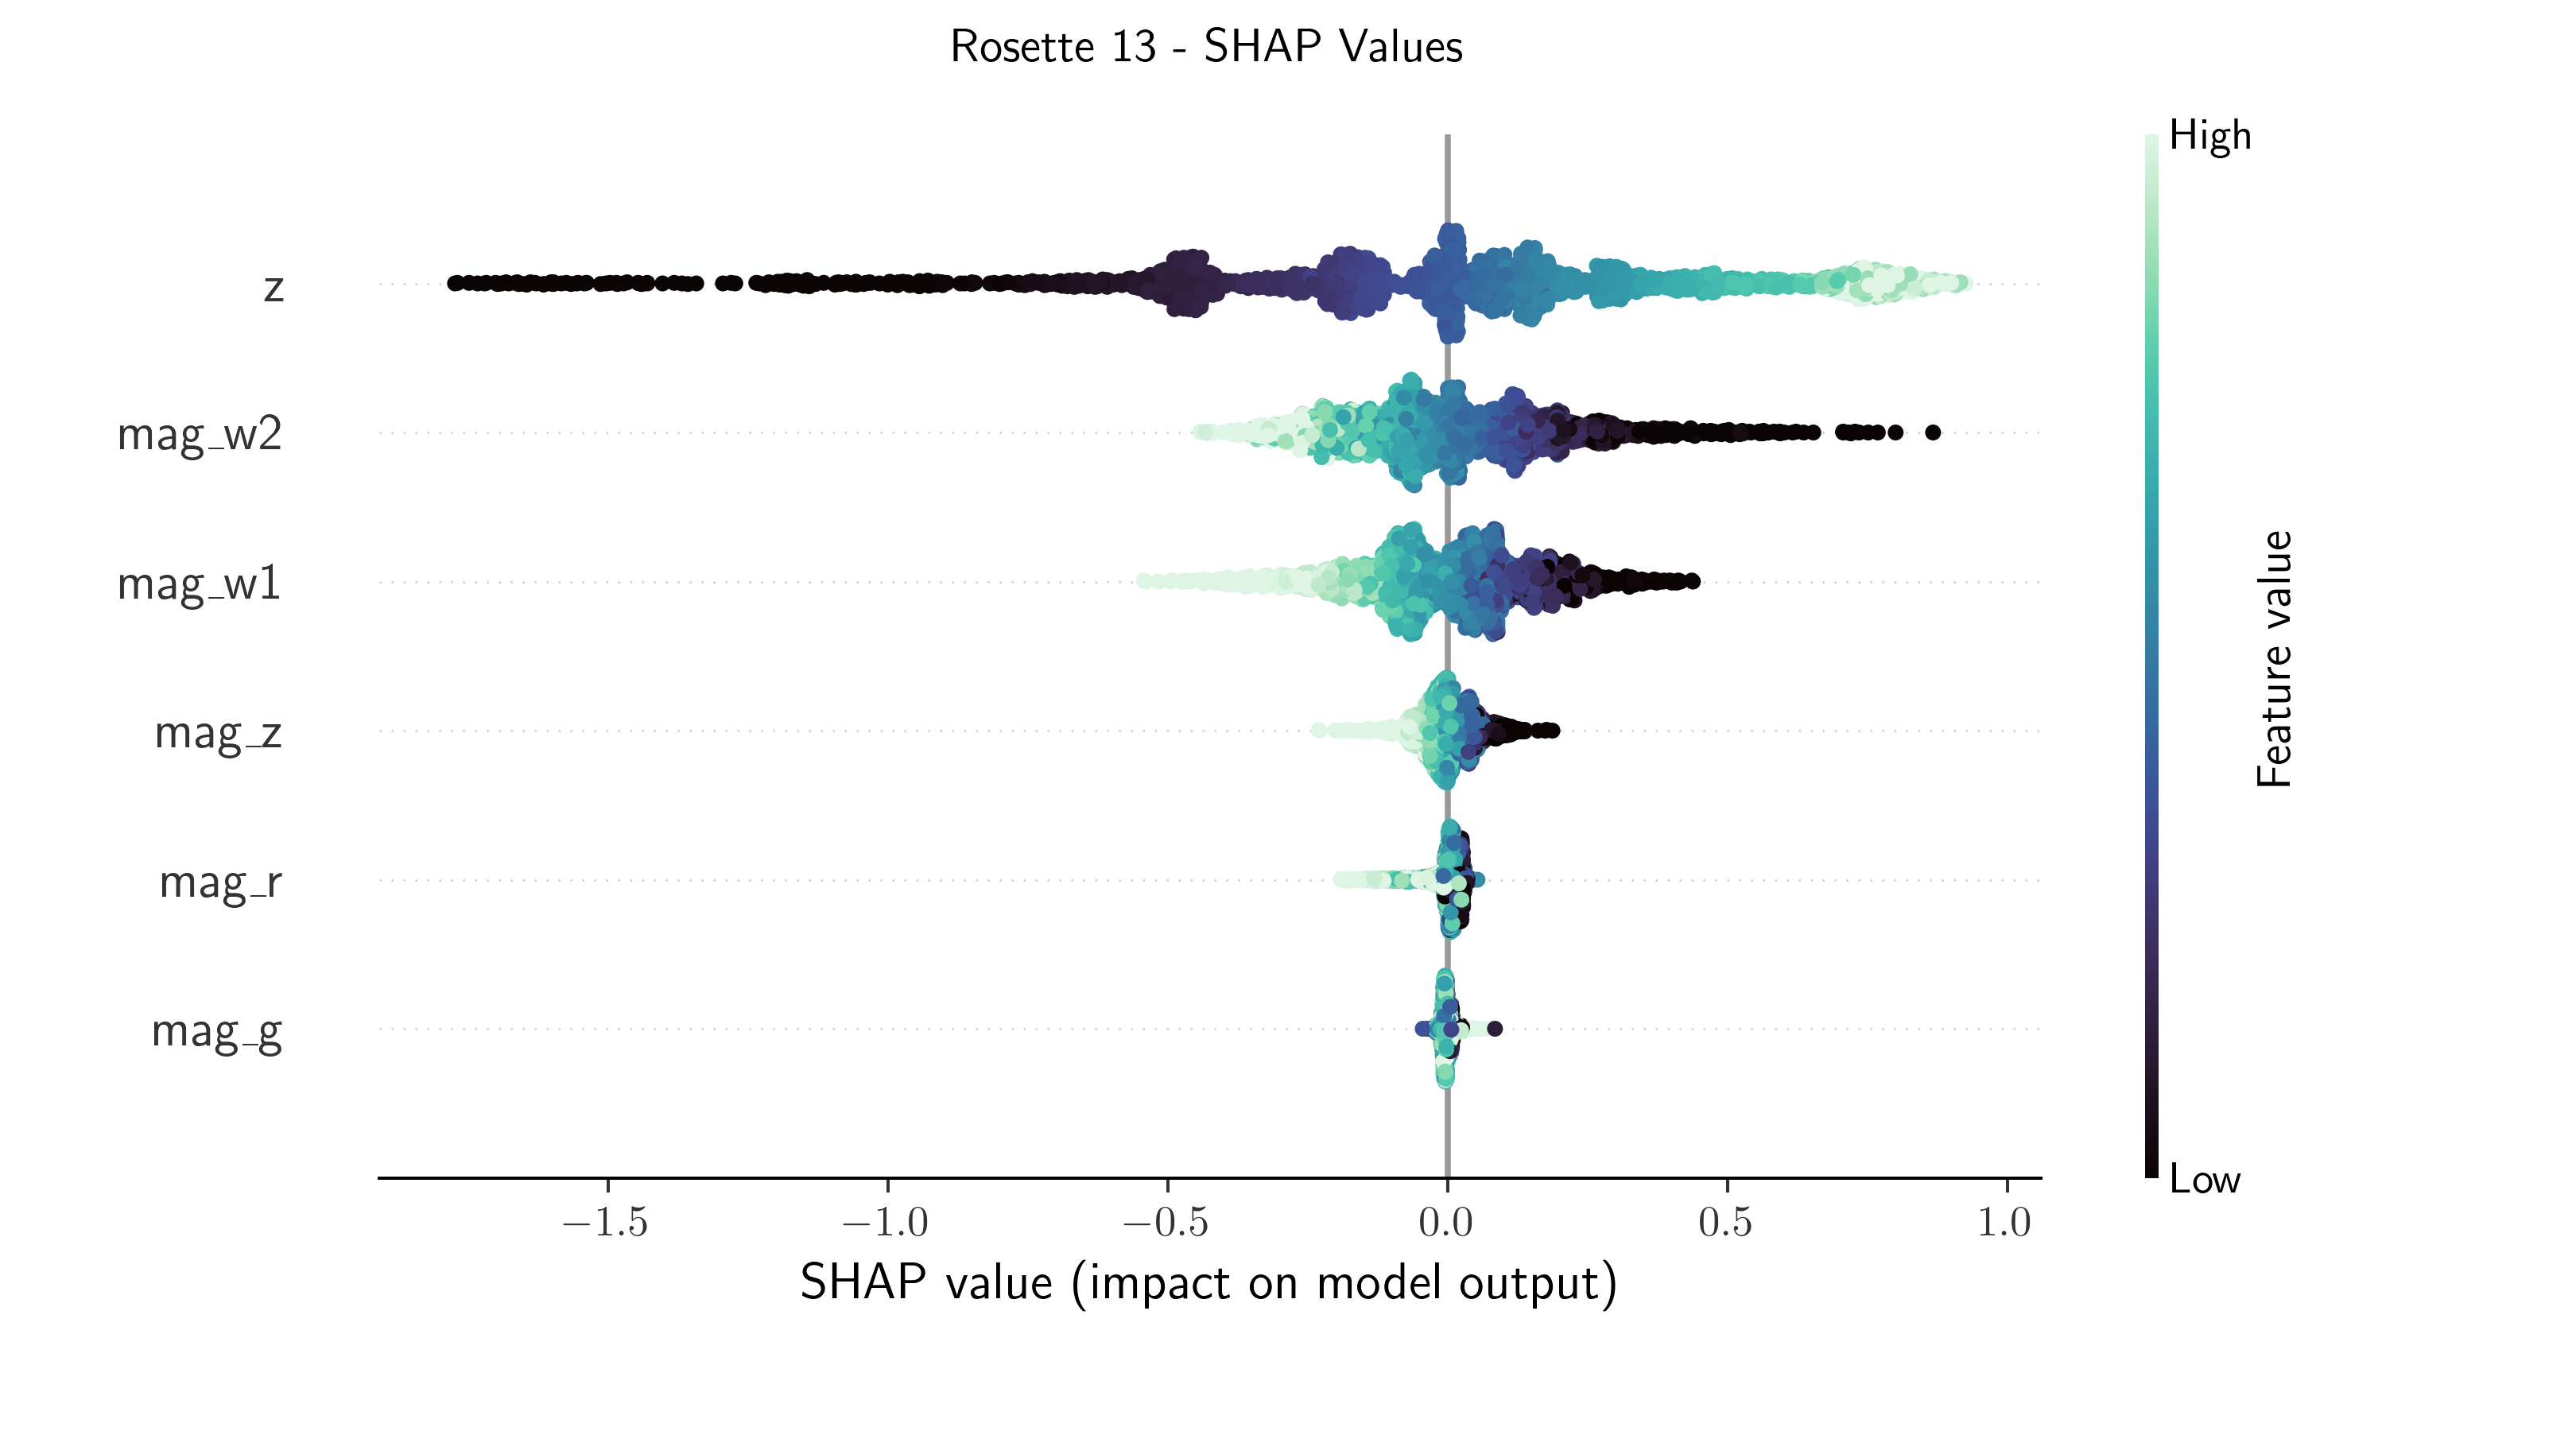 Rosette 13 - SHAP Values
High
z
mag_w2
mag_w1
mag_z
mag_r
mag_g
Feature value
Low
−1.5 −1.0 −0.5 0.0 0.5 1.0
SHAP value (impact on model output)